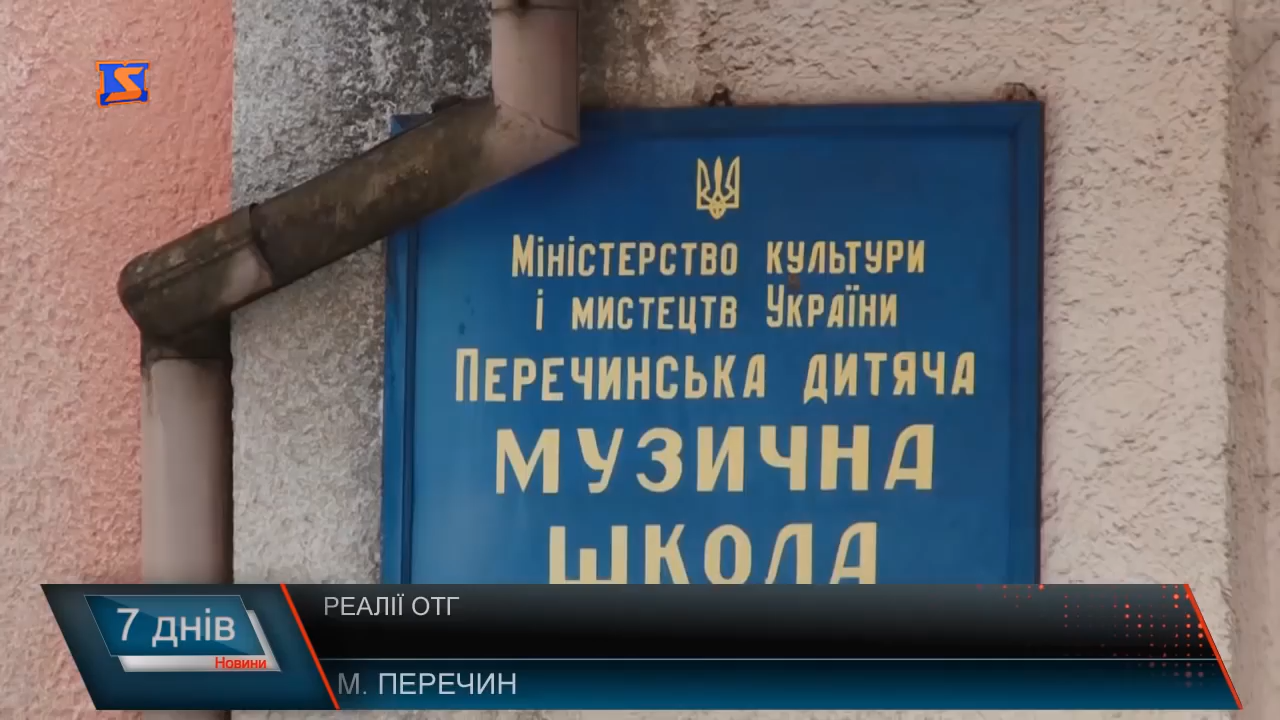 Міністерство культури
і мистецтв України
Перечинська дитяча
МУЗИЧНА
ШКОЛА
7 днів
Новини
РЕАЛІЇ ОТГ
М. ПЕРЕЧИН